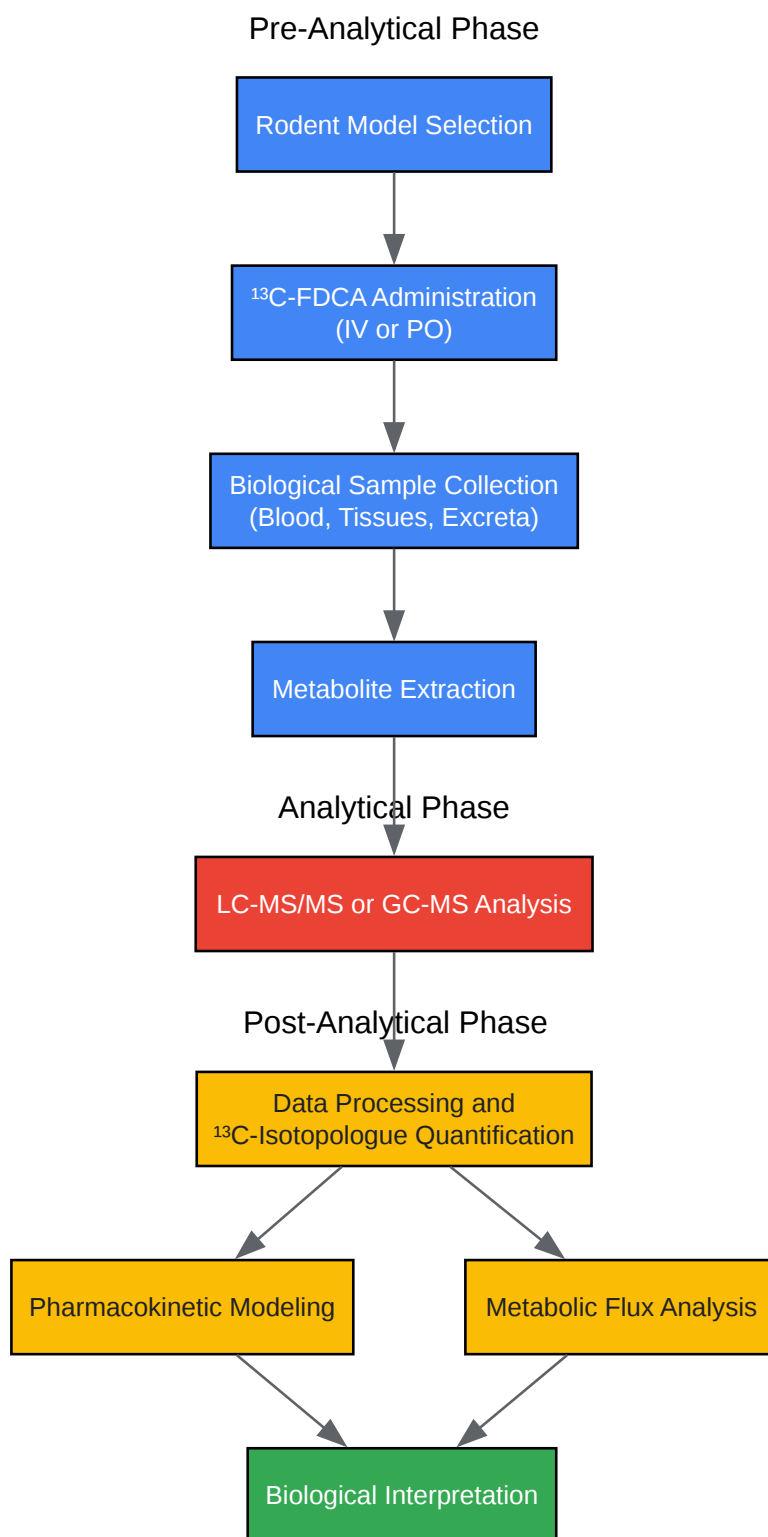 Pre-Analytical Phase
Rodent Model Selection
¹³C-FDCA Administration
(IV or PO)
Biological Sample Collection
(Blood, Tissues, Excreta)
Metabolite Extraction
Analytical Phase
LC-MS/MS or GC-MS Analysis
Post-Analytical Phase
Data Processing and
¹³C-Isotopologue Quantification
Pharmacokinetic Modeling
Metabolic Flux Analysis
Biological Interpretation